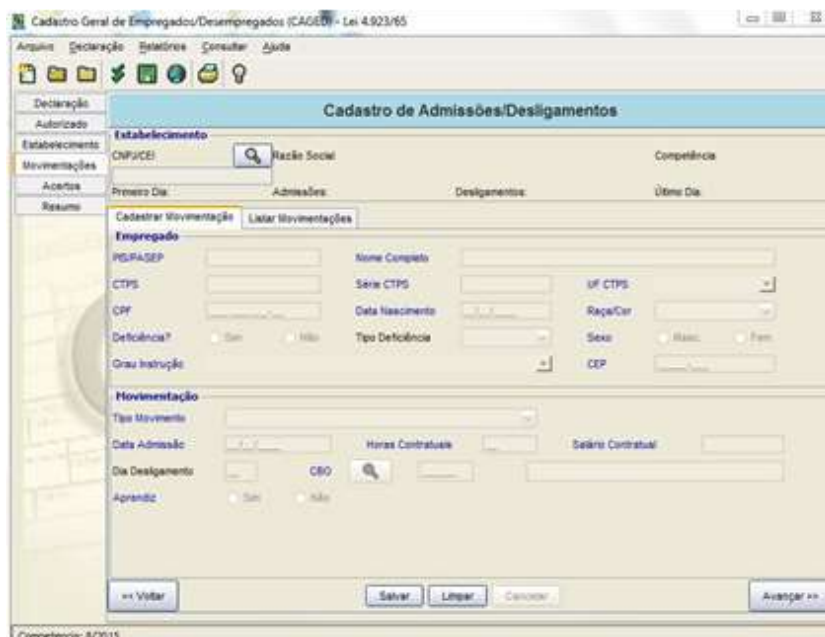 Cadastro Geral de Empregados/Desempregados (CAGED) - Lei 4.923/65
Arquivo Declaração Relatórios Consultar Ajuda
Declaração
Autorizado
Estabelecimento
Movimentações
Acertos
Resumo
Cadastro de Admissões/Desligamentos
Estabelecimento
CNPJ/CEI Razão Social Competência
Primeiro Dia: Admissões: Desligamentos: Último Dia:
Cadastrar Movimentação Listar Movimentações
Empregado
PIS/PASEP Nome Completo
CTPS Série CTPS UF CTPS
CPF Data Nascimento Raça/Cor
Deficiência? Sim Não Tipo Deficiência Sexo Masc. Fem.
Grau Instrução CEP
Movimentação
Tipo Movimento
Data Admissão Horas Contratuais Salário Contratual
Dia Desligamento CBO
Aprendiz Sim Não
<< Voltar Salvar Limpar Cancelar Avançar >>
Competência: 8/2015